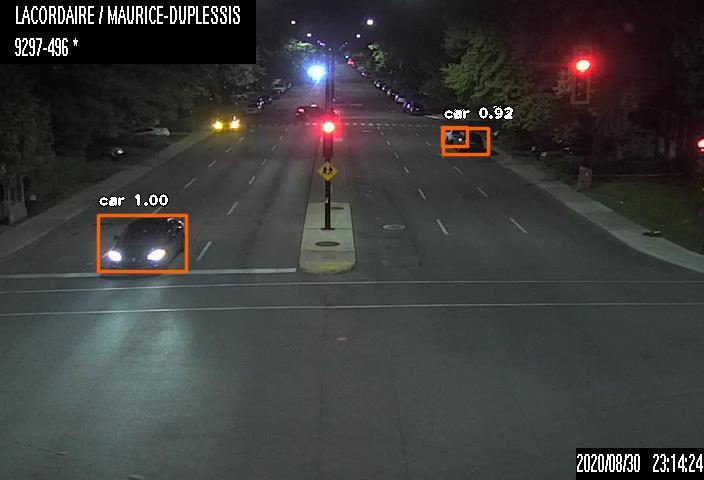 LACORDAIRE / MAURICE-DUPLESSIS
9297-496 *
car 0.92
car 1.00
2020/08/30 23:14:24